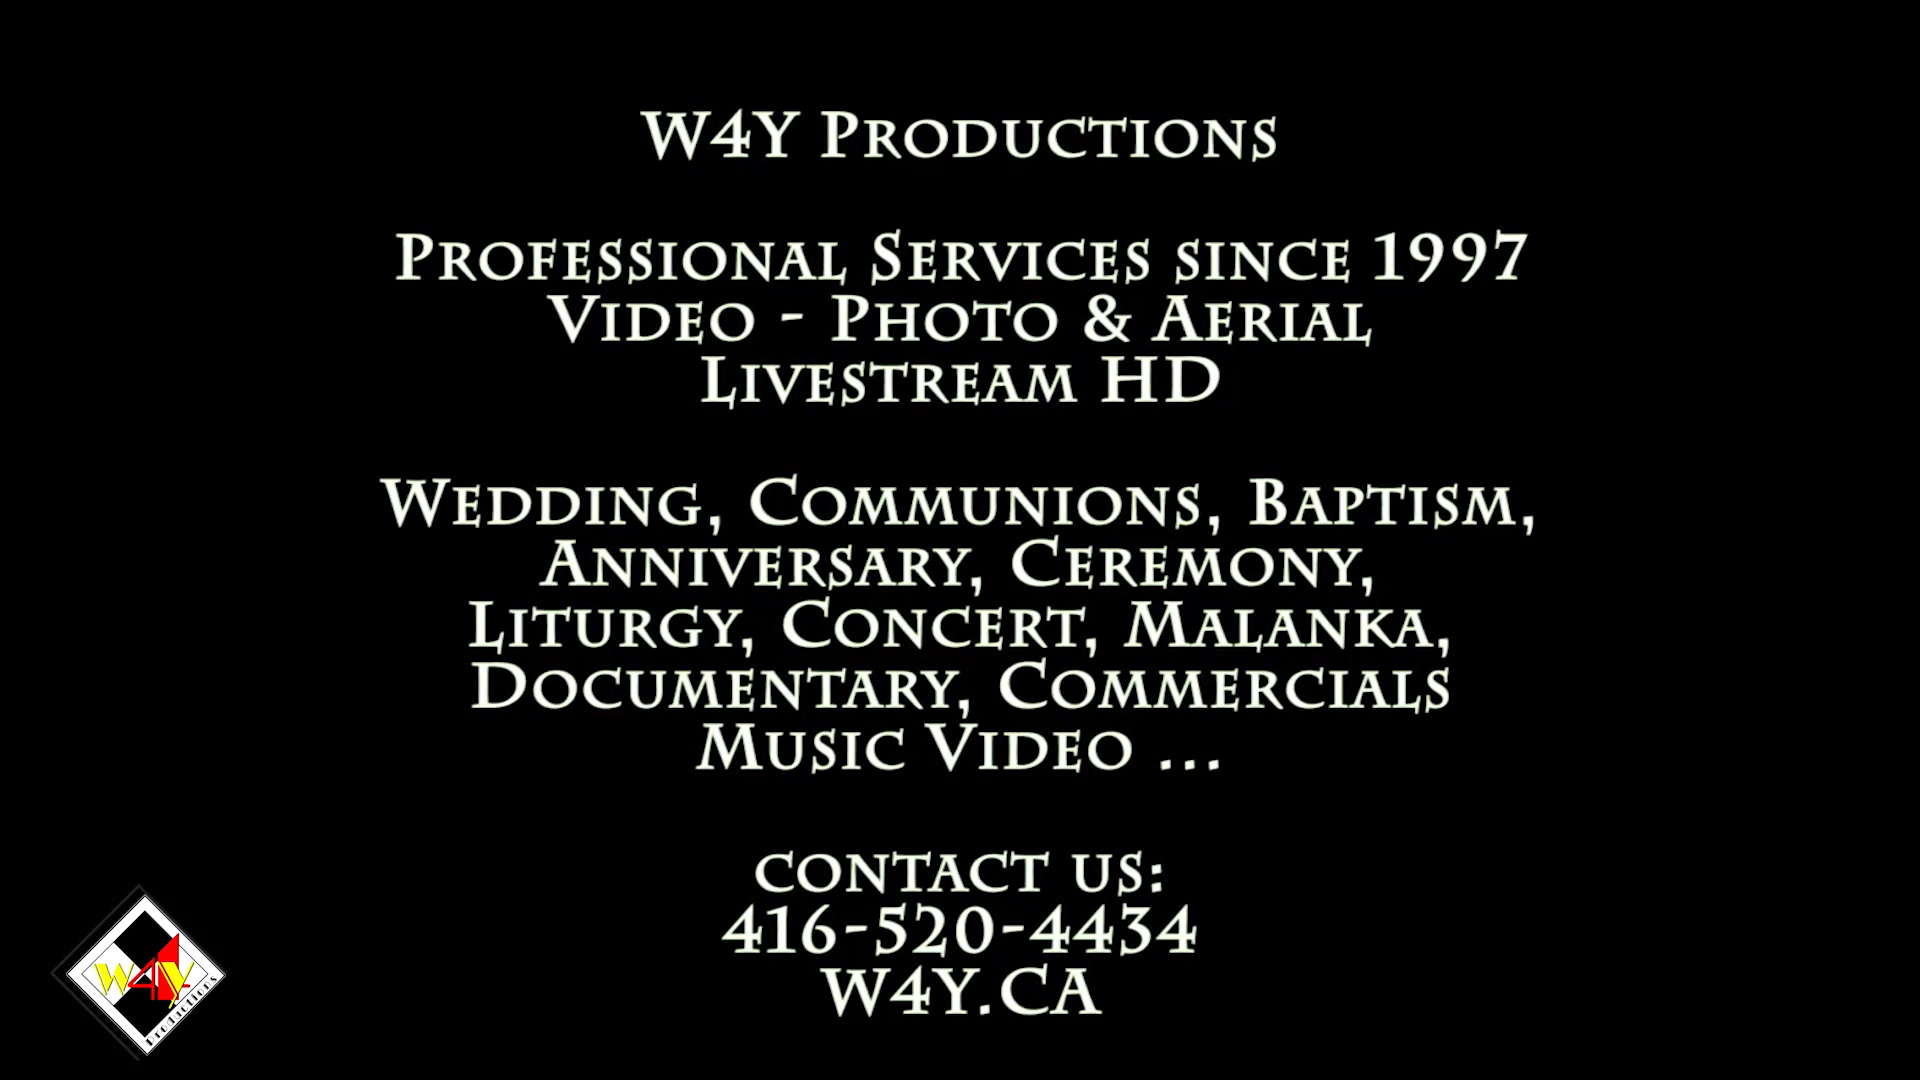 W4Y Productions
Professional Services since 1997
Video - Photo & Aerial
Livestream HD
Wedding, Communions, Baptism,
Anniversary, Ceremony,
Liturgy, Concert, Malanka,
Documentary, Commercials
Music Video ...
contact us:
416-520-4434
W4Y.CA
W4Y
Productions